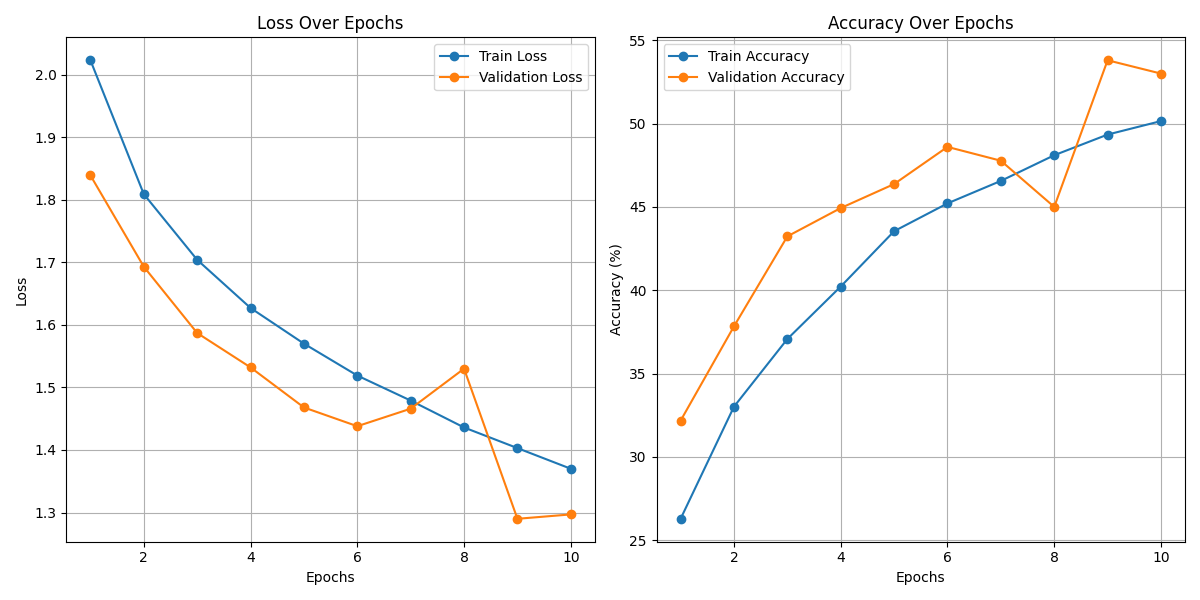 Loss Over Epochs
Train Loss
Validation Loss
2.0
1.9
1.8
1.7
1.6
1.5
1.4
1.3
Loss
2 4 6 8 10
Epochs
Accuracy Over Epochs
Train Accuracy
Validation Accuracy
55
50
45
40
35
30
25
Accuracy (%)
2 4 6 8 10
Epochs